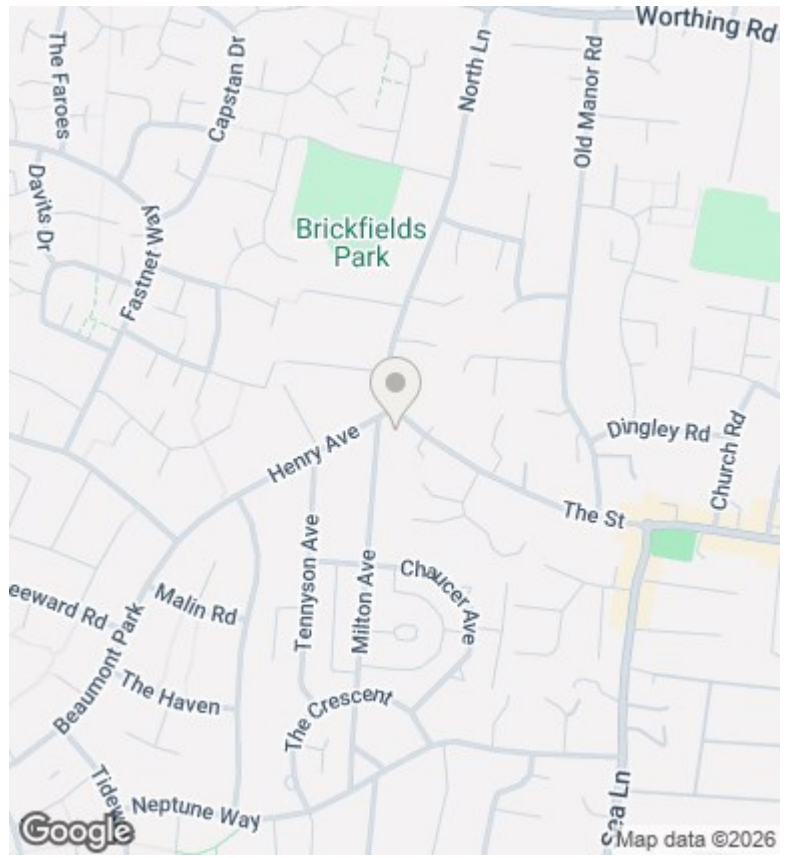 Worthing Rd
The Faroes
Capstan Dr
North Ln
Old Manor Rd
Davits Dr
Fastnet Way
Brickfields
Park
Dingley Rd
Church Rd
Henry Ave
The St
Tennyson Ave
Milton Ave
Chaucer Ave
Malin Rd
eeward Rd
Beaumont Park
The Haven
The Crescent
Neptune Way
Sea Ln
Google
Map data ©2026